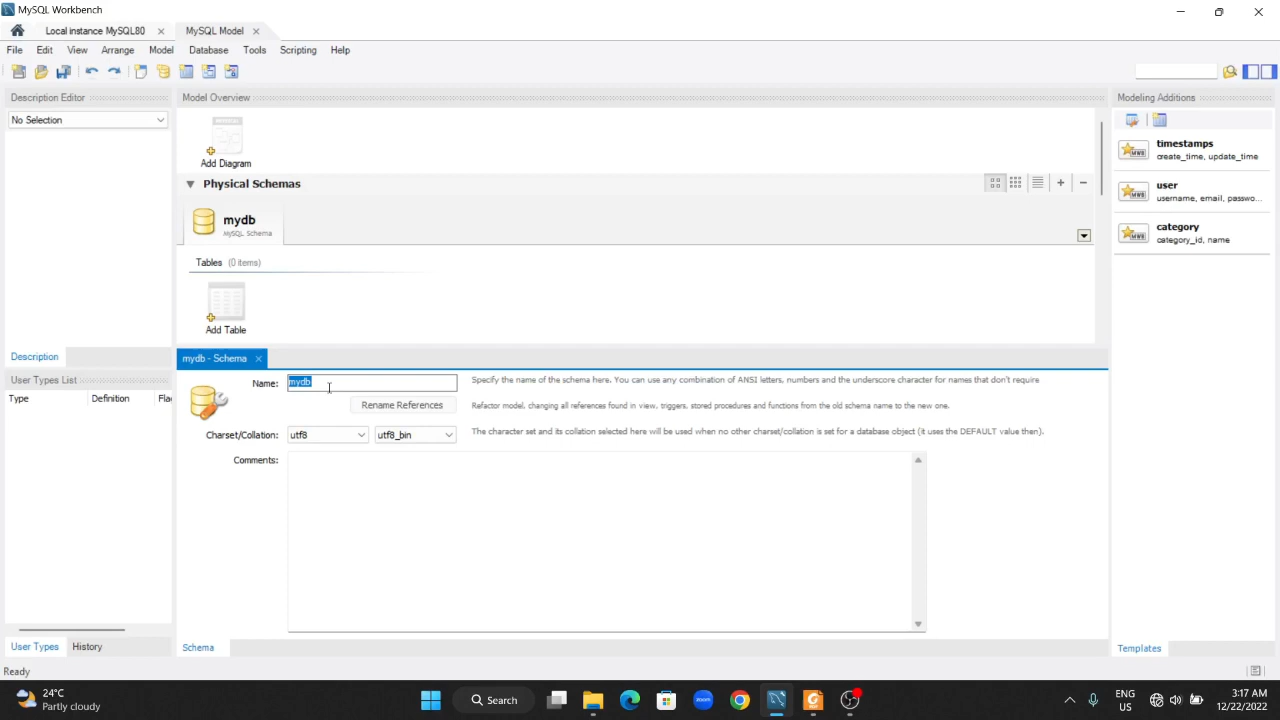 MySQL Workbench
Local instance MySQL80
MySQL Model
File Edit View Arrange Model Database Tools Scripting Help
Description Editor
No Selection
Description
User Types List
Type Definition Flag
User Types History
Model Overview
Add Diagram
Physical Schemas
mydb
MySQL Schema
Tables (0 items)
Add Table
mydb - Schema
Name: mydb Specify the name of the schema here. You can use any combination of ANSI letters, numbers and the underscore character for names that don't require
Rename References Refactor model, changing all references found in view, triggers, stored procedures and functions from the old schema name to the new one.
Charset/Collation: utf8 utf8_bin The character set and its collation selected here will be used when no other charset/collation is set for a database object (it uses the DEFAULT value then).
Comments:
Schema
Modeling Additions
timestamps
create_time, update_time
user
username, email, passwo...
category
category_id, name
Templates
Ready
24°C
Partly cloudy
Search
zoom
ENG
US
3:17 AM
12/22/2022